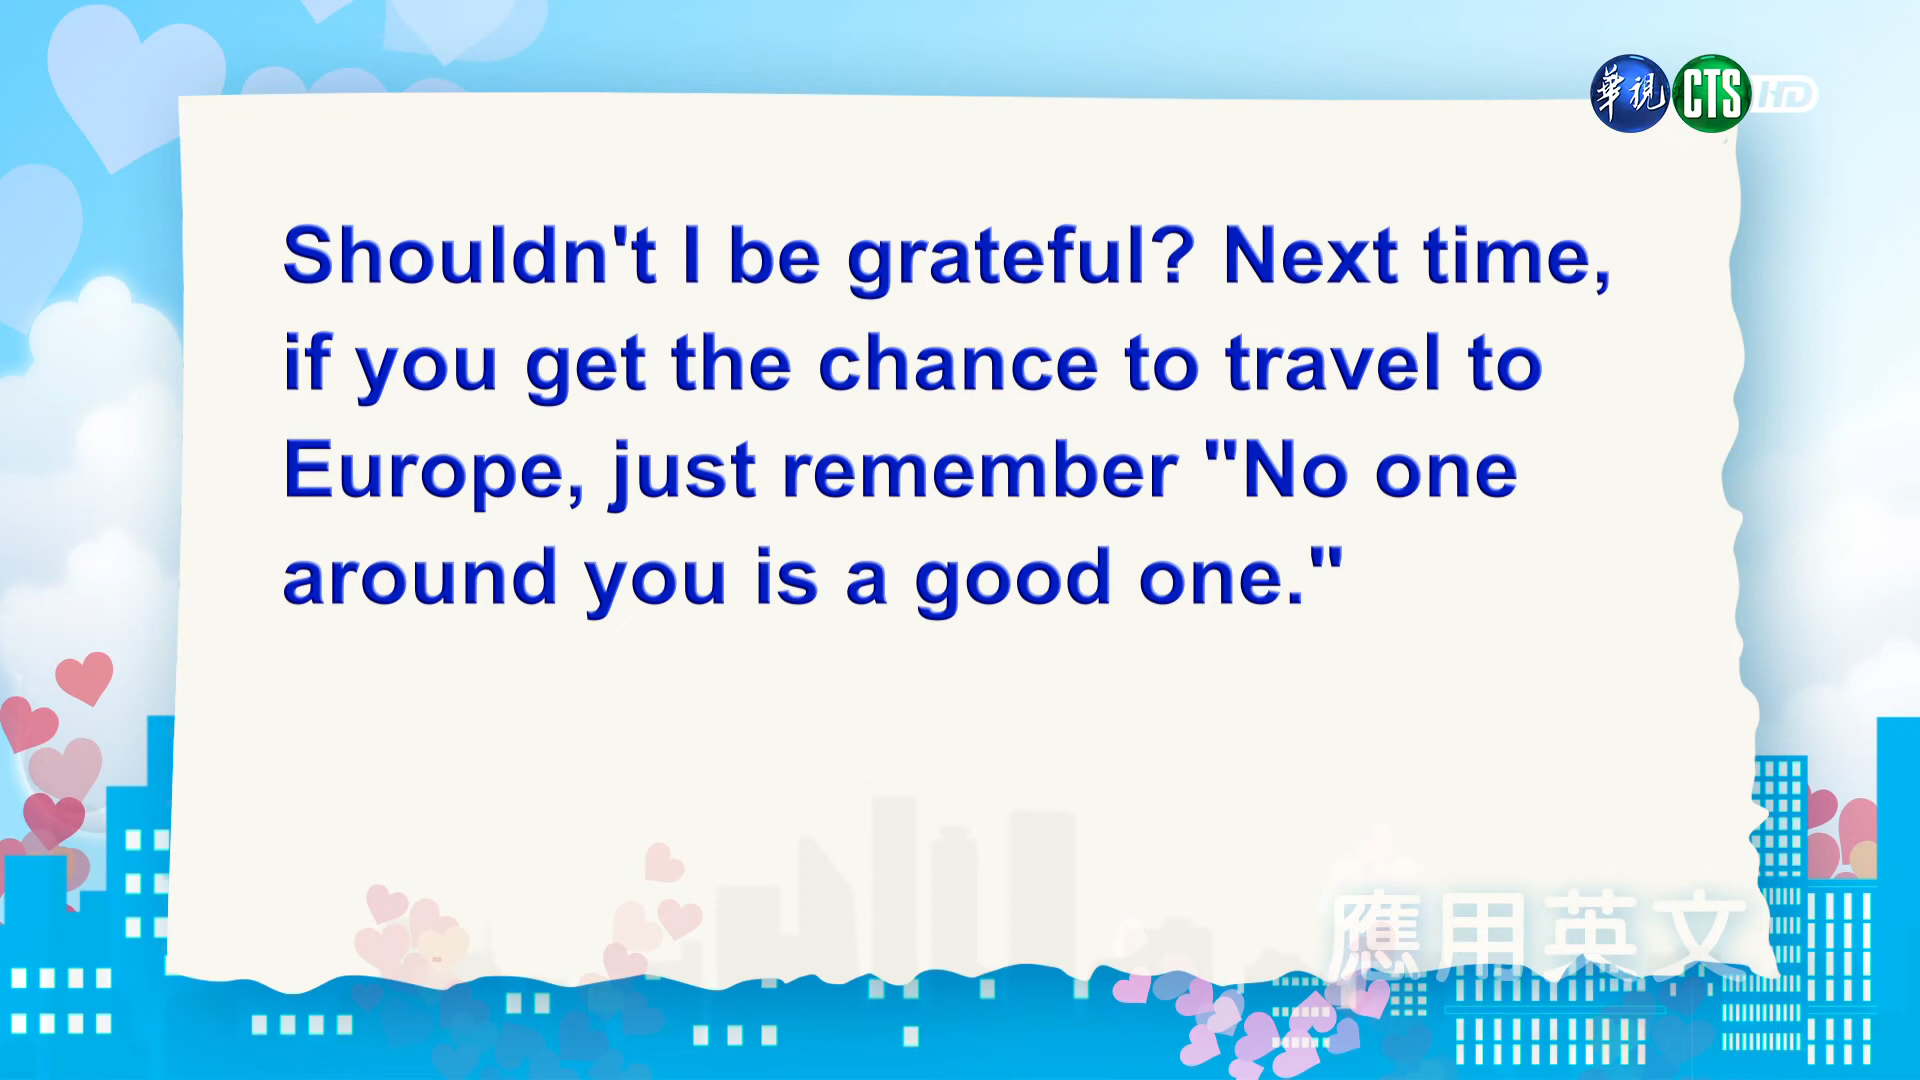 華視 CTS HD
Shouldn't I be grateful? Next time,
if you get the chance to travel to
Europe, just remember "No one
around you is a good one."
應用英文